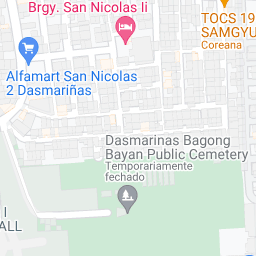 Brgy. San Nicolas Ii
TOCS 19
SAMGYU
Coreana
Alfamart San Nicolas
2 Dasmariñas
Dasmarinas Bagong
Bayan Public Cemetery
Temporariamente
fechado
I
ALL